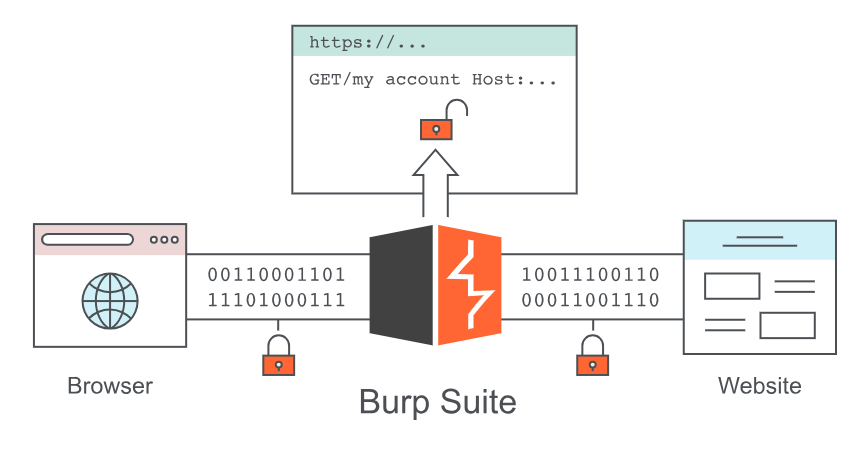 https://...
GET/my account Host:...
00110001101
11101000111
10011100110
00011001110
Browser
Burp Suite
Website